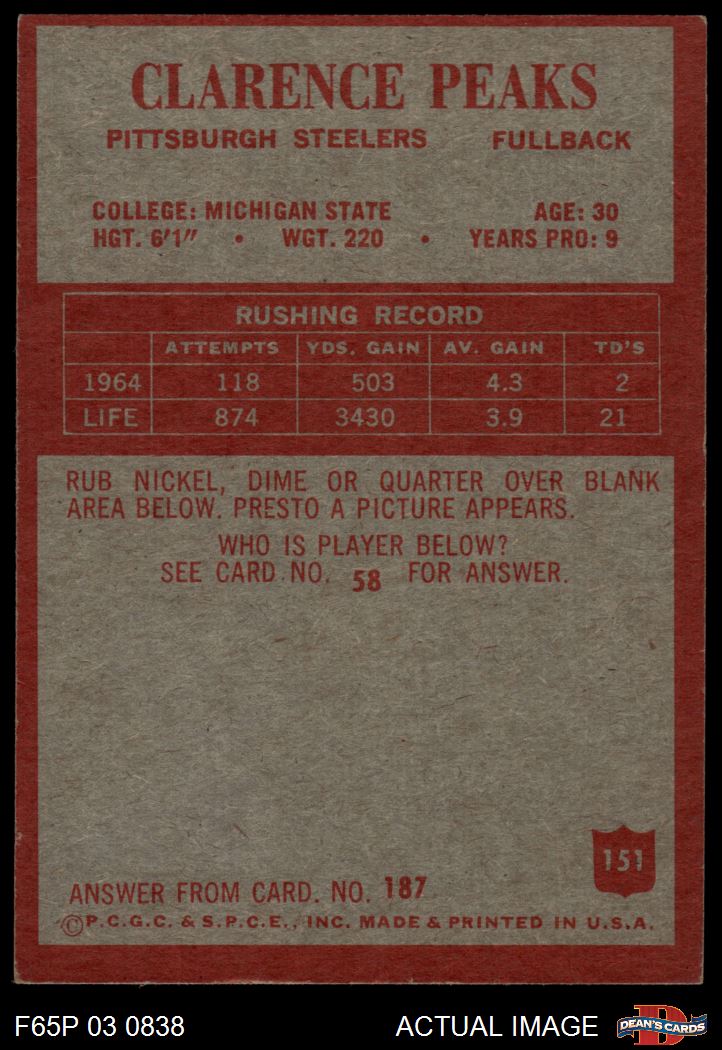 CLARENCE PEAKS
PITTSBURGH STEELERS FULLBACK
COLLEGE: MICHIGAN STATE AGE: 30
HGT. 6'1" • WGT. 220 • YEARS PRO: 9
RUSHING RECORD
ATTEMPTS YDS. GAIN AV. GAIN TD'S
1964 118 503 4.3 2
LIFE 874 3430 3.9 21
RUB NICKEL, DIME OR QUARTER OVER BLANK
AREA BELOW. PRESTO A PICTURE APPEARS.
WHO IS PLAYER BELOW?
SEE CARD NO. 58 FOR ANSWER.
151
ANSWER FROM CARD. NO. 187
©P.C.G.C. & S.P.C.E., INC. MADE & PRINTED IN U.S.A.
F65P 03 0838 ACTUAL IMAGE D DEAN'S CARDS